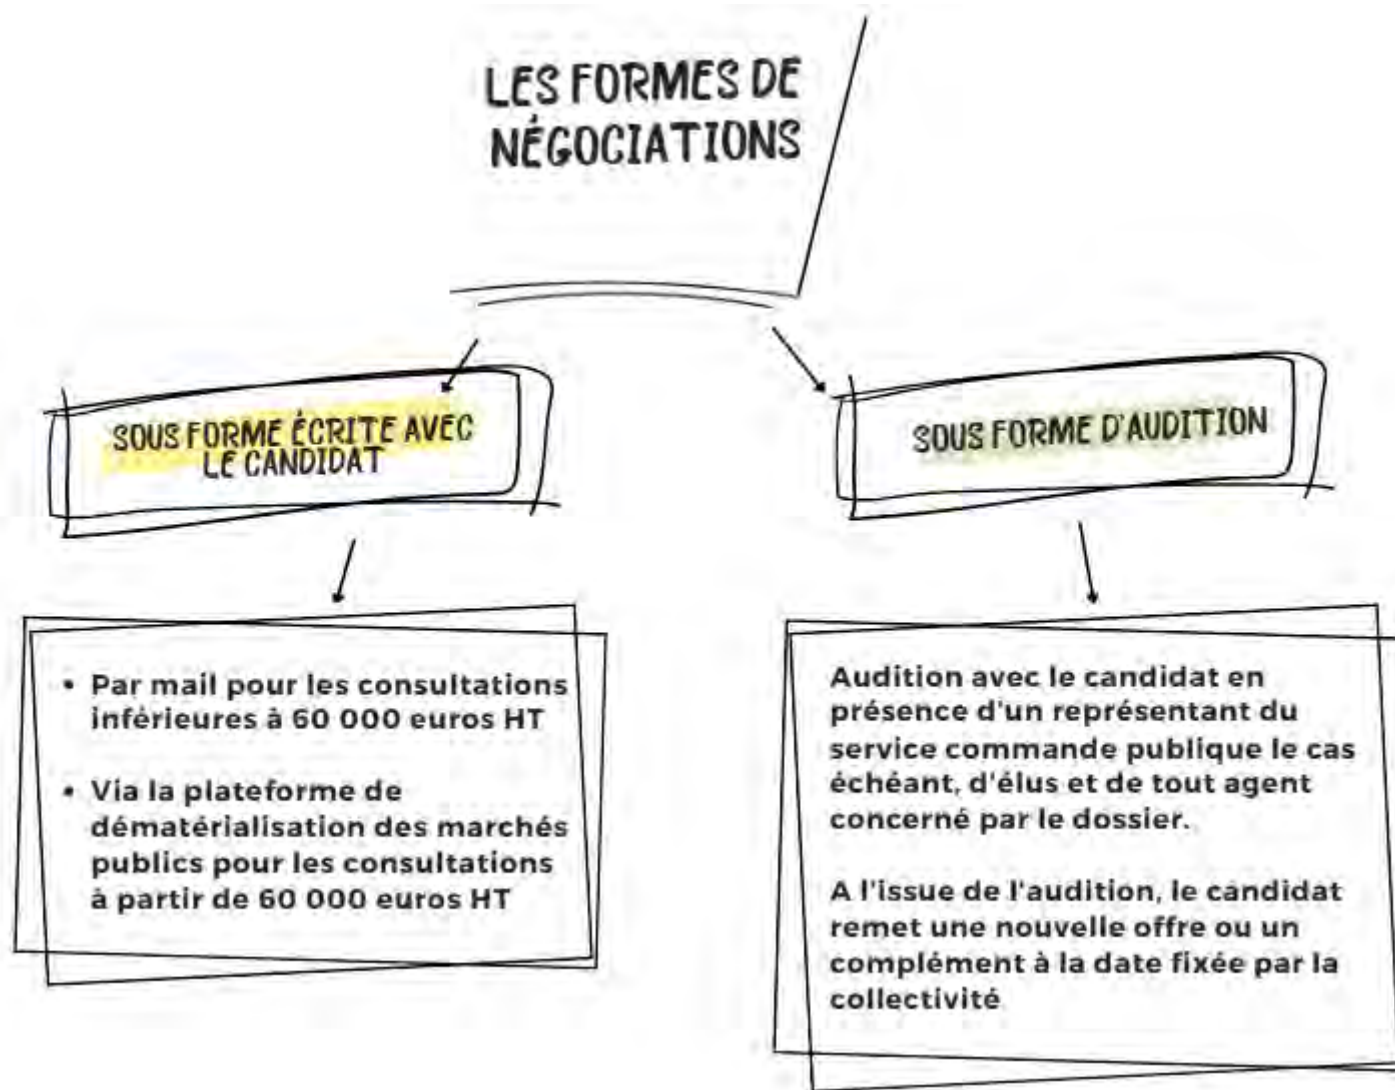 LES FORMES DE
NÉGOCIATIONS
SOUS FORME ÉCRITE AVEC
LE CANDIDAT
• Par mail pour les consultations
inférieures à 60 000 euros HT
• Via la plateforme de
dématérialisation des marchés
publics pour les consultations
à partir de 60 000 euros HT
SOUS FORME D'AUDITION
Audition avec le candidat en
présence d'un représentant du
service commande publique le cas
échéant, d'élus et de tout agent
concerné par le dossier.
A l'issue de l'audition, le candidat
remet une nouvelle offre ou un
complément à la date fixée par la
collectivité